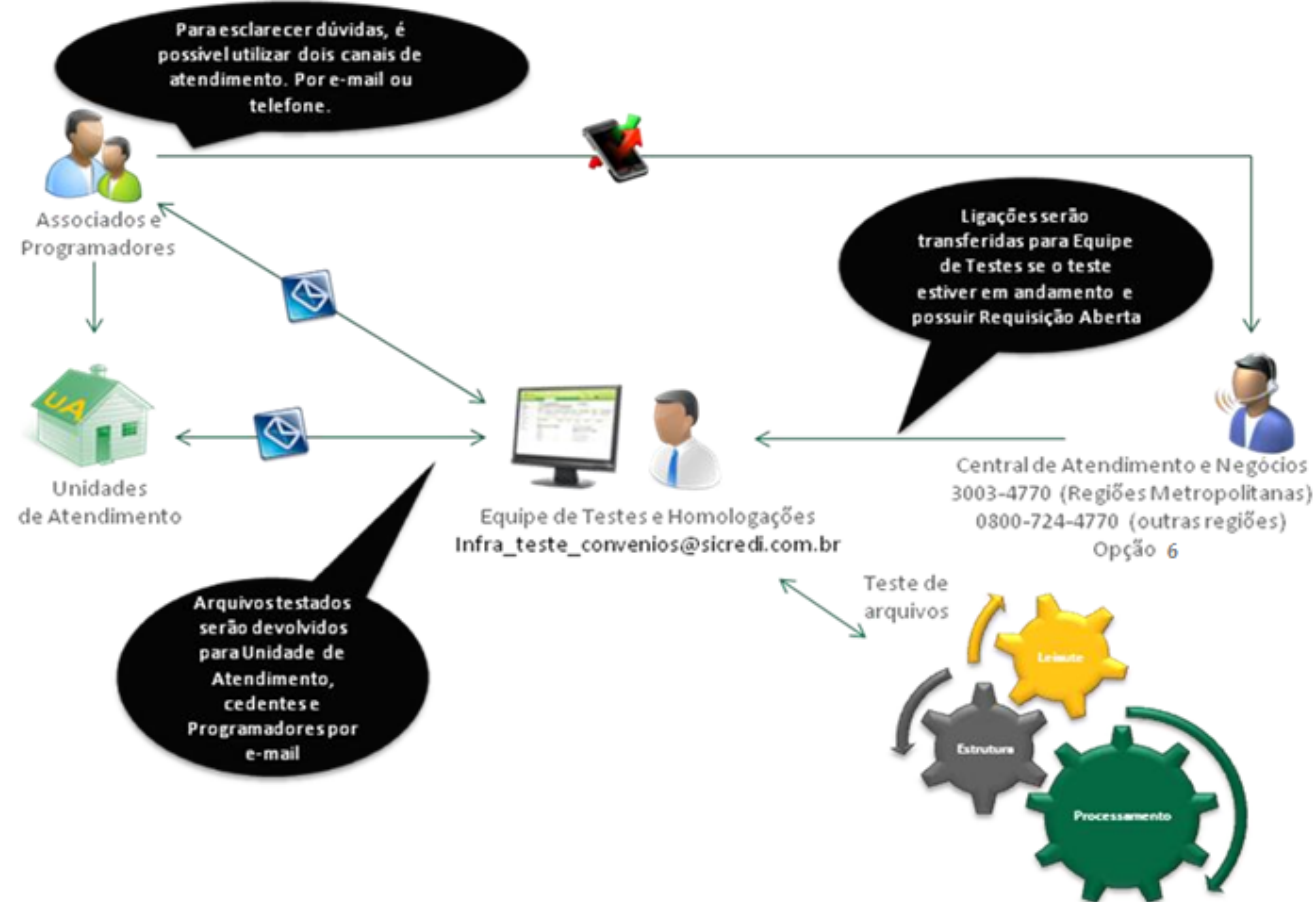 Para esclarecer dúvidas, é
possível utilizar dois canais de
atendimento. Por e-mail ou
telefone.
Associados e
Programadores
Ligações serão
transferidas para Equipe
de Testes se o teste
estiver em andamento e
possuir Requisição Aberta
UA
Unidades
de Atendimento
Equipe de Testes e Homologações
Infra_teste_convenios@sicredi.com.br
Central de Atendimento e Negócios
3003-4770 (Regiões Metropolitanas)
0800-724-4770 (outras regiões)
Opção 6
Arquivos testados
serão devolvidos
para Unidade de
Atendimento,
cedentes e
Programadores por
e-mail
Teste de
arquivos
Leiaute
Estrutura
Processamento